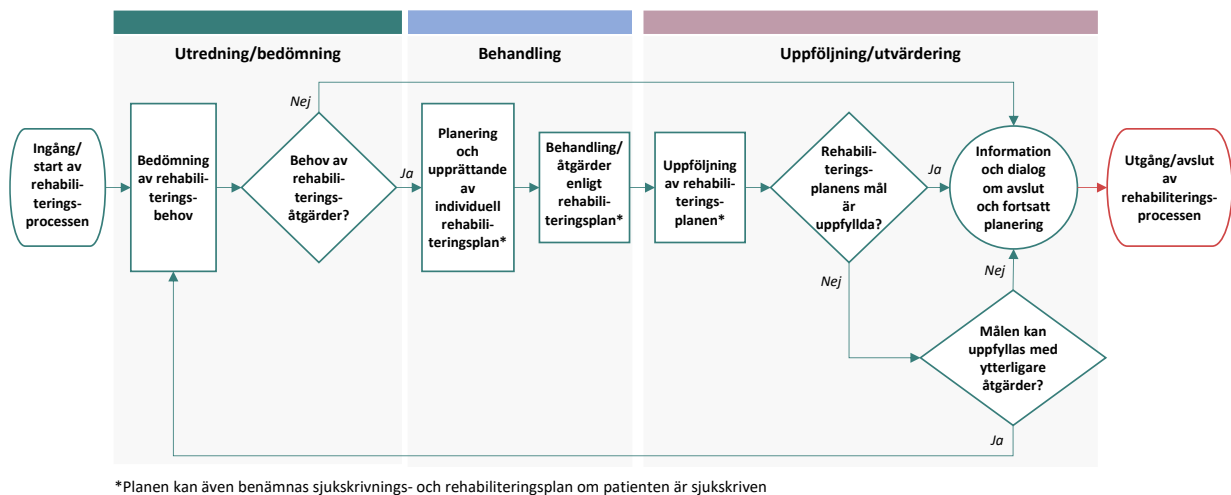 Utredning/bedömning
Behandling
Uppföljning/utvärdering
Ingång/
start av
rehabili-
terings-
processen
Bedömning
av rehabili-
terings-
behov
Nej
Behov av
rehabili-
terings-
åtgärder?
Ja
Planering
och
upprättande
av
individuell
rehabili-
teringsplan*
Behandling/
åtgärder
enligt
rehabili-
teringsplan*
Uppföljning
av rehabili-
terings-
planen*
Rehabili-
terings-
planens mål
är
uppfyllda?
Ja
Nej
Information
och dialog
om avslut
och fortsatt
planering
Utgång/avslut
av
rehabiliterings-
processen
Nej
Målen kan
uppfyllas med
ytterligare
åtgärder?
Ja
*Planen kan även benämnas sjukskrivnings- och rehabiliteringsplan om patienten är sjukskriven